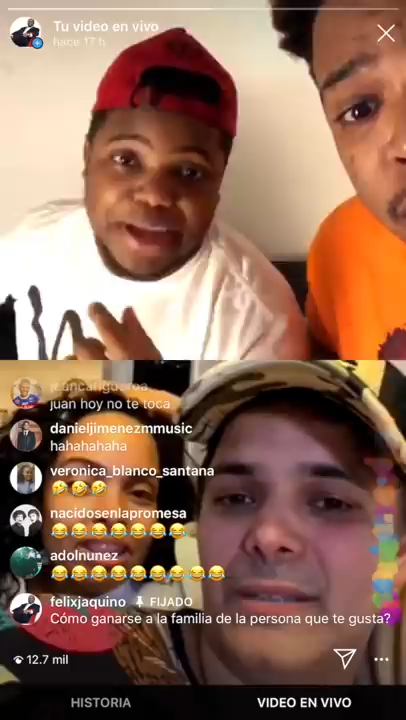 Tu video en vivo
hace 17 h
juancafigueroa
juan hoy no te toca
danieljimenezmmusic
hahahahaha
veronica_blanco_santana
🤣🤣🤣
nacidosenlapromesa
😂😂😂😂😂😂😂
adolnunez
😂😂😂😂😂😂😂😂😂
felixjaquino FIJADO
Cómo ganarse a la familia de la persona que te gusta?
12.7 mil
HISTORIA VIDEO EN VIVO